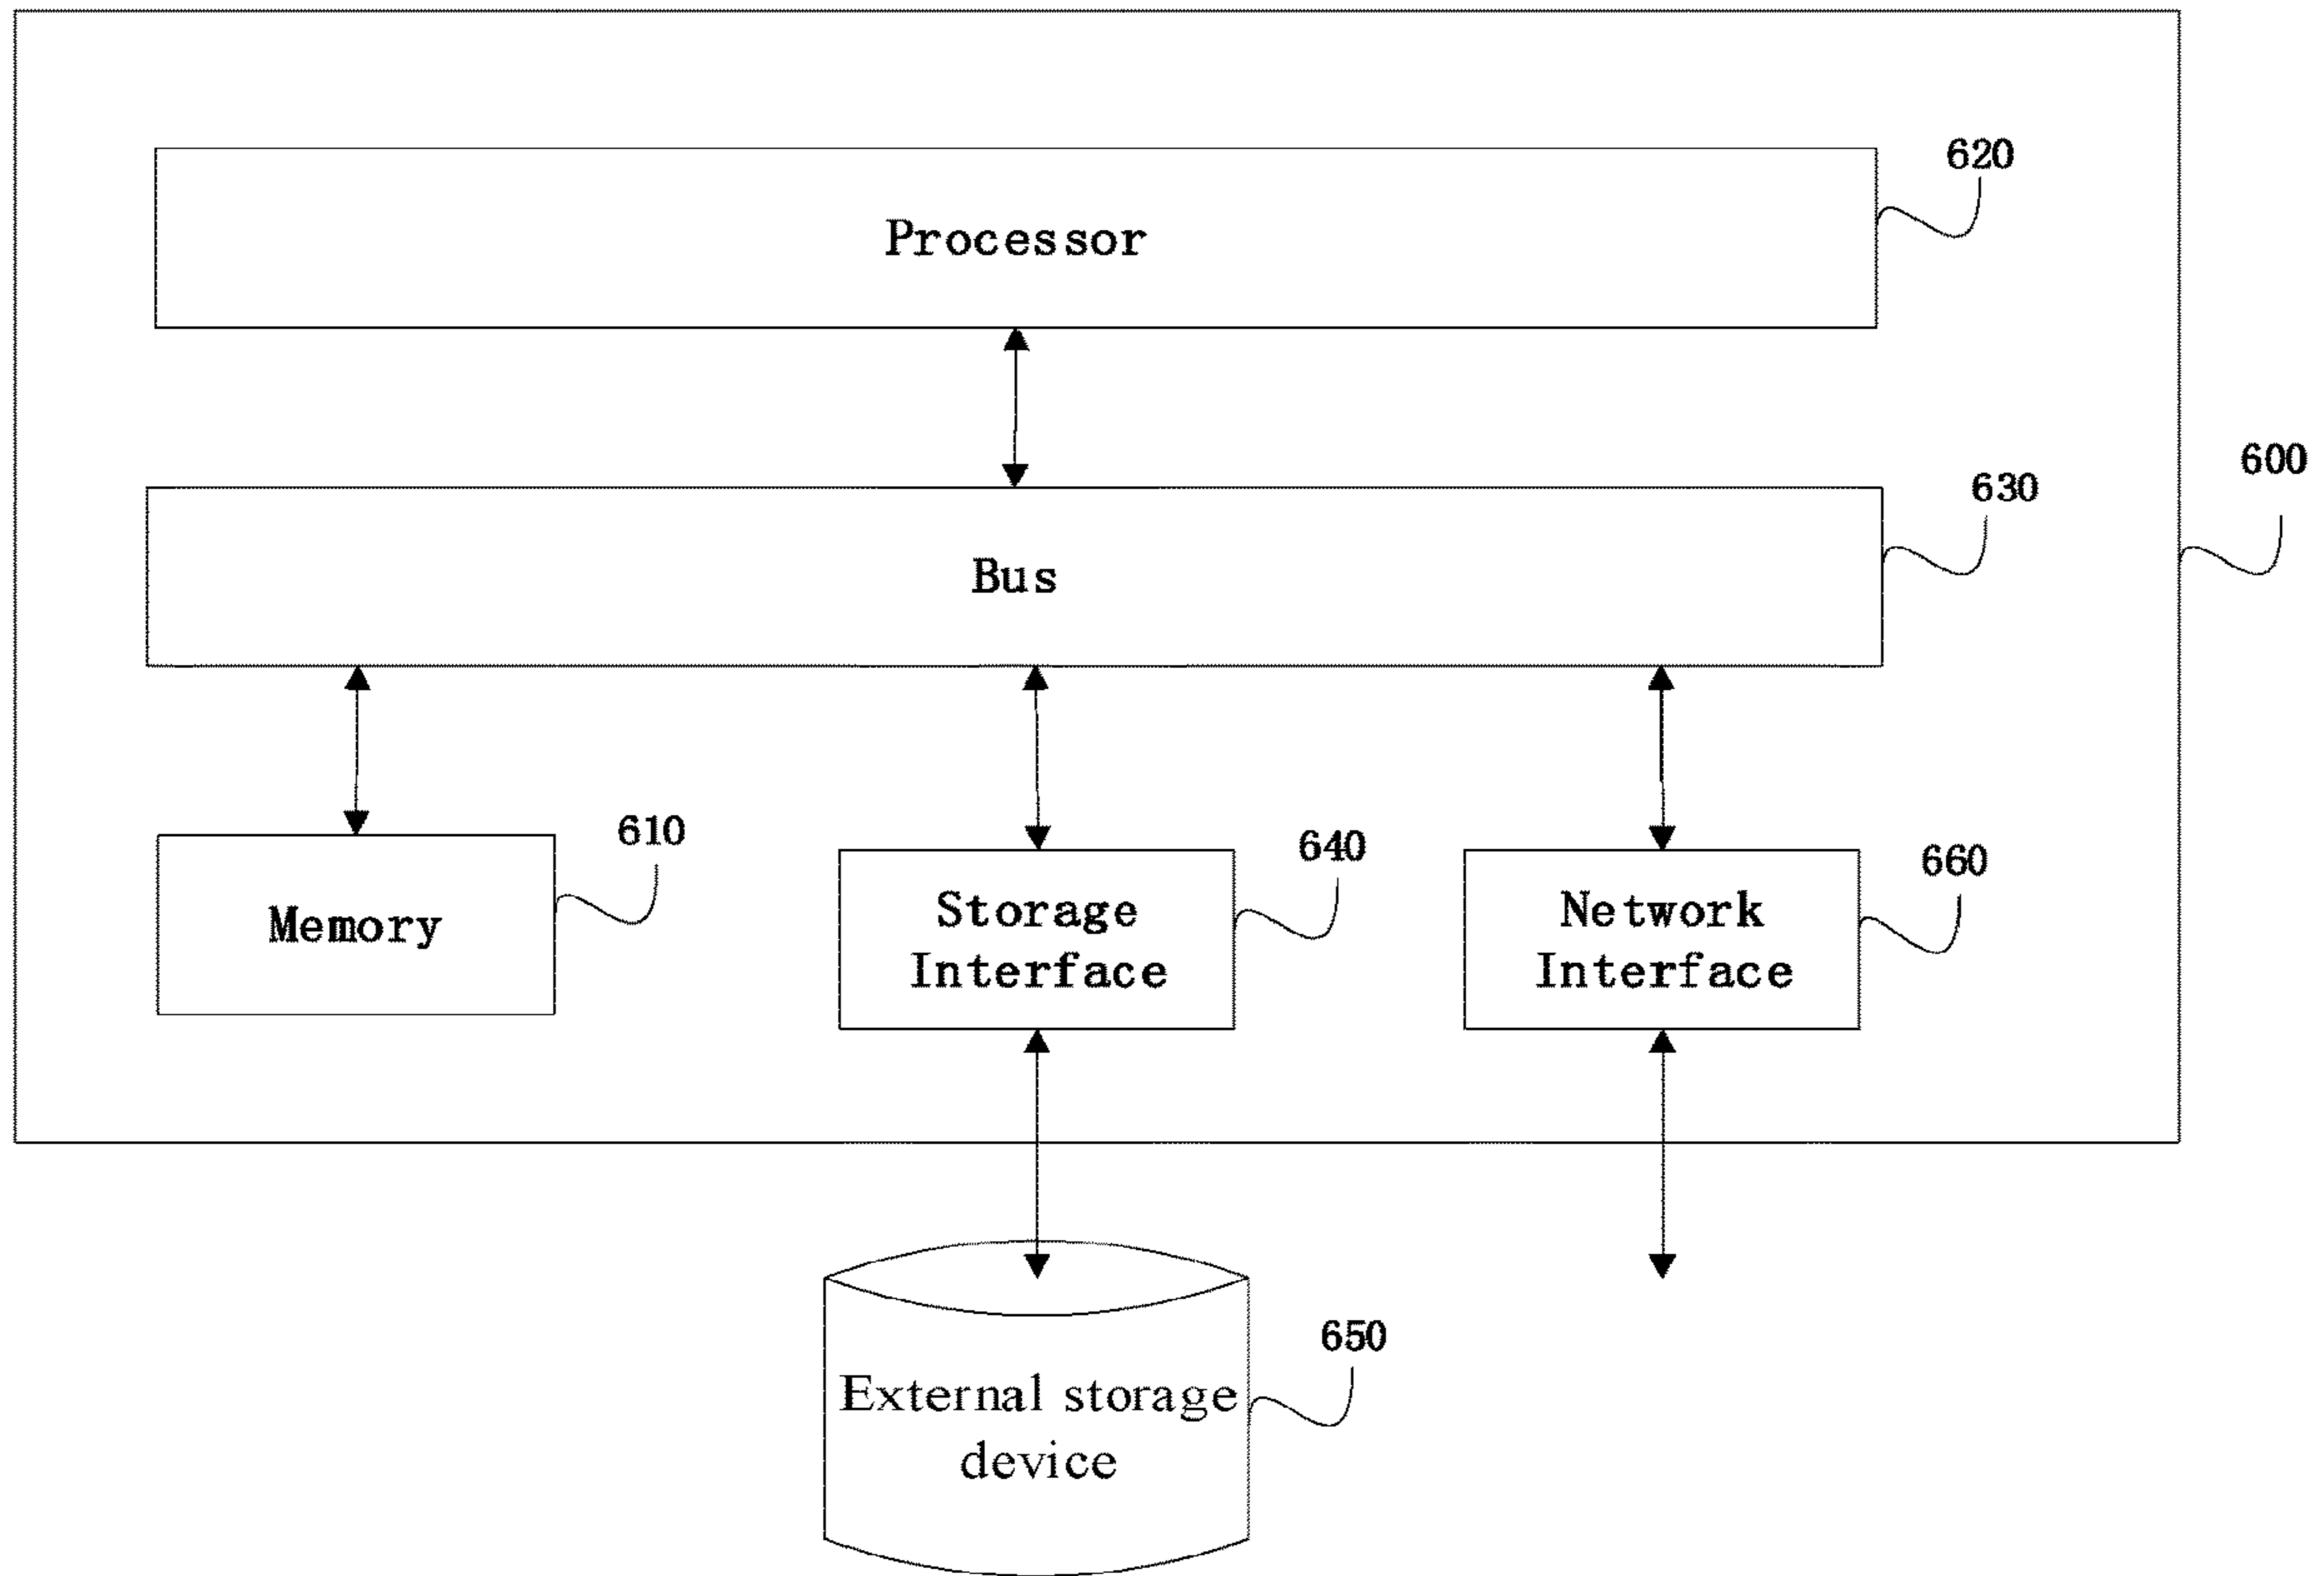 620
Processor
600
630
Bus
610
640
660
Memory
Storage
Interface
Network
Interface
650
External storage
device